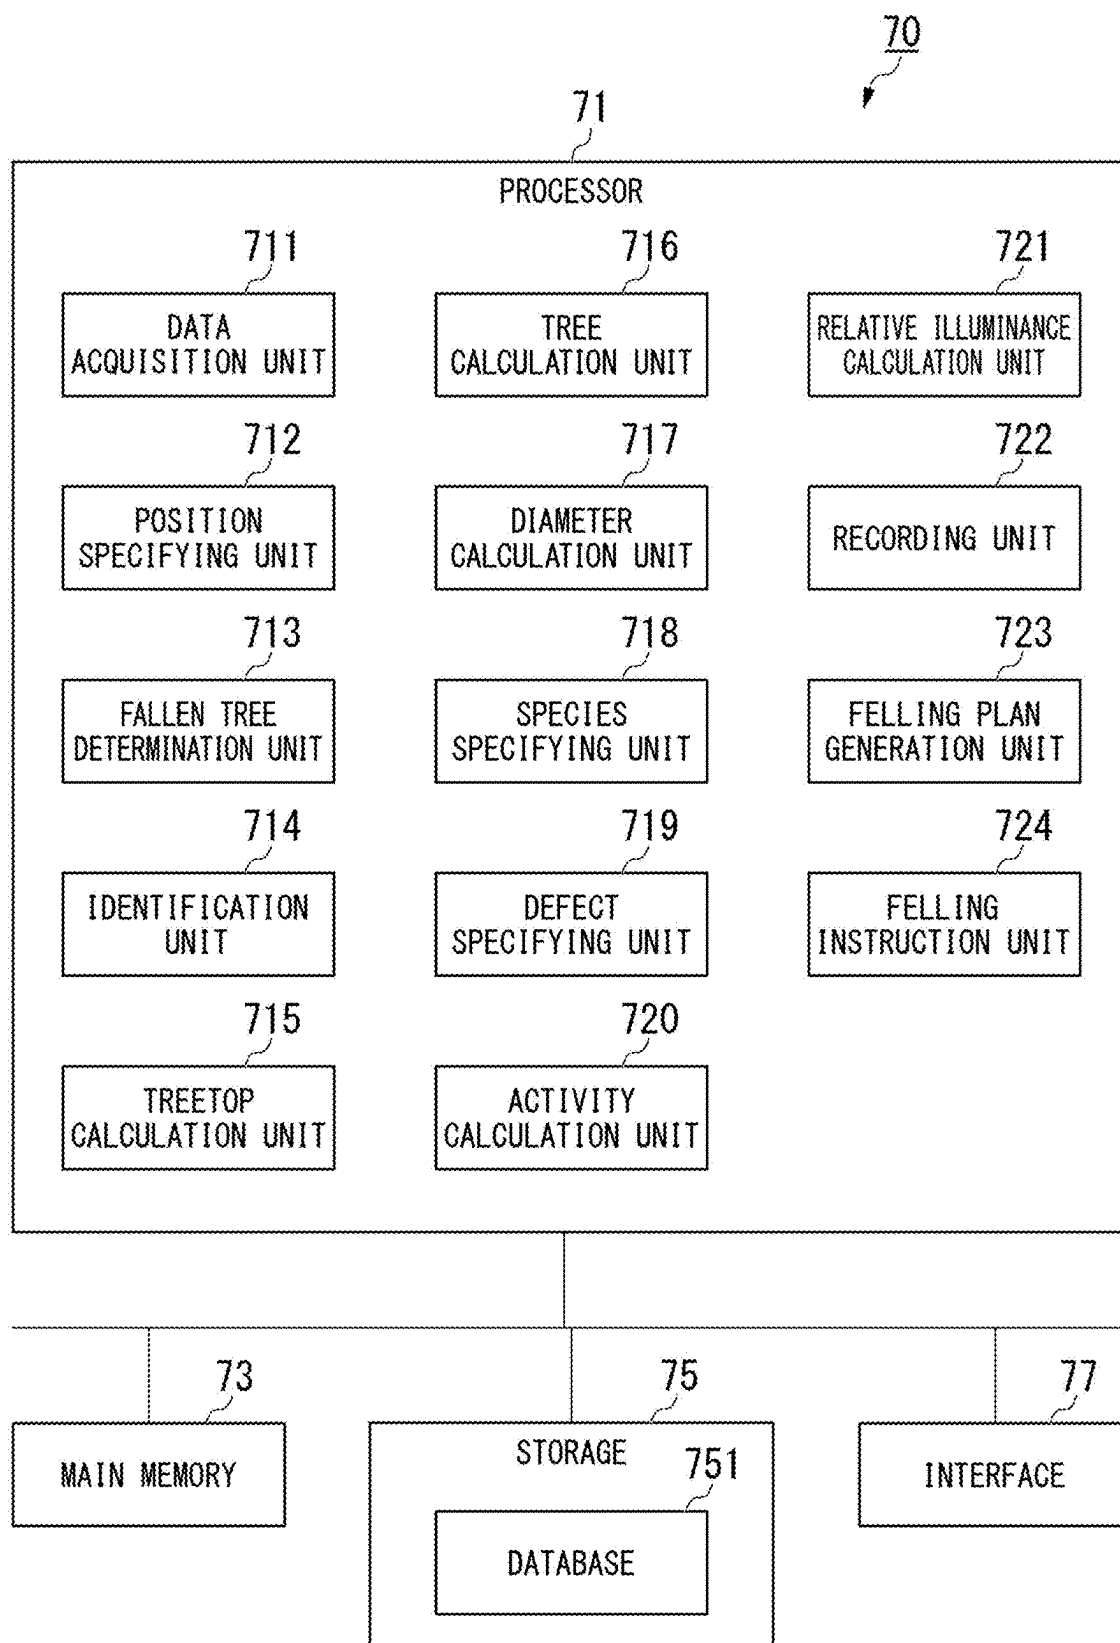 70
71
PROCESSOR
711
DATA
ACQUISITION UNIT
716
TREE
CALCULATION UNIT
721
RELATIVE ILLUMINANCE
CALCULATION UNIT
712
POSITION
SPECIFYING UNIT
717
DIAMETER
CALCULATION UNIT
722
RECORDING UNIT
713
FALLEN TREE
DETERMINATION UNIT
718
SPECIES
SPECIFYING UNIT
723
FELLING PLAN
GENERATION UNIT
714
IDENTIFICATION
UNIT
719
DEFECT
SPECIFYING UNIT
724
FELLING
INSTRUCTION UNIT
715
TREETOP
CALCULATION UNIT
720
ACTIVITY
CALCULATION UNIT
73
MAIN MEMORY
75
STORAGE
751
DATABASE
77
INTERFACE